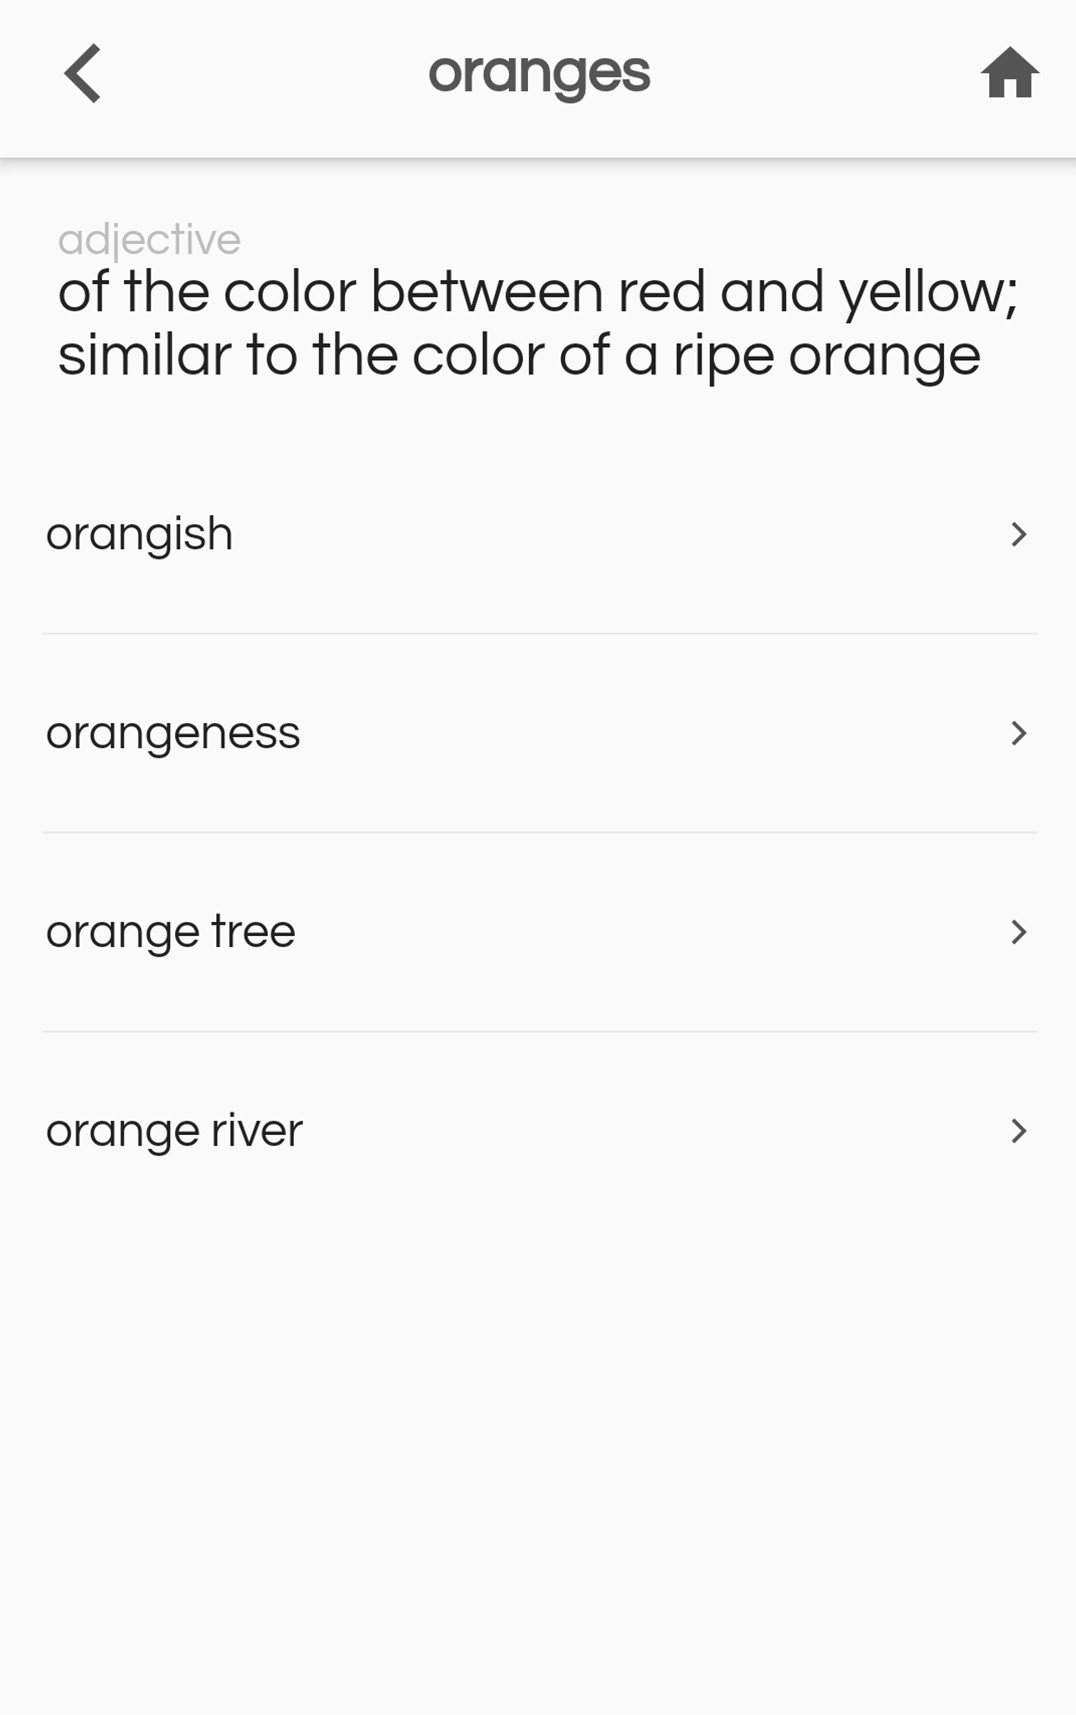 oranges
adjective
of the color between red and yellow;
similar to the color of a ripe orange
orangish
orangeness
orange tree
orange river